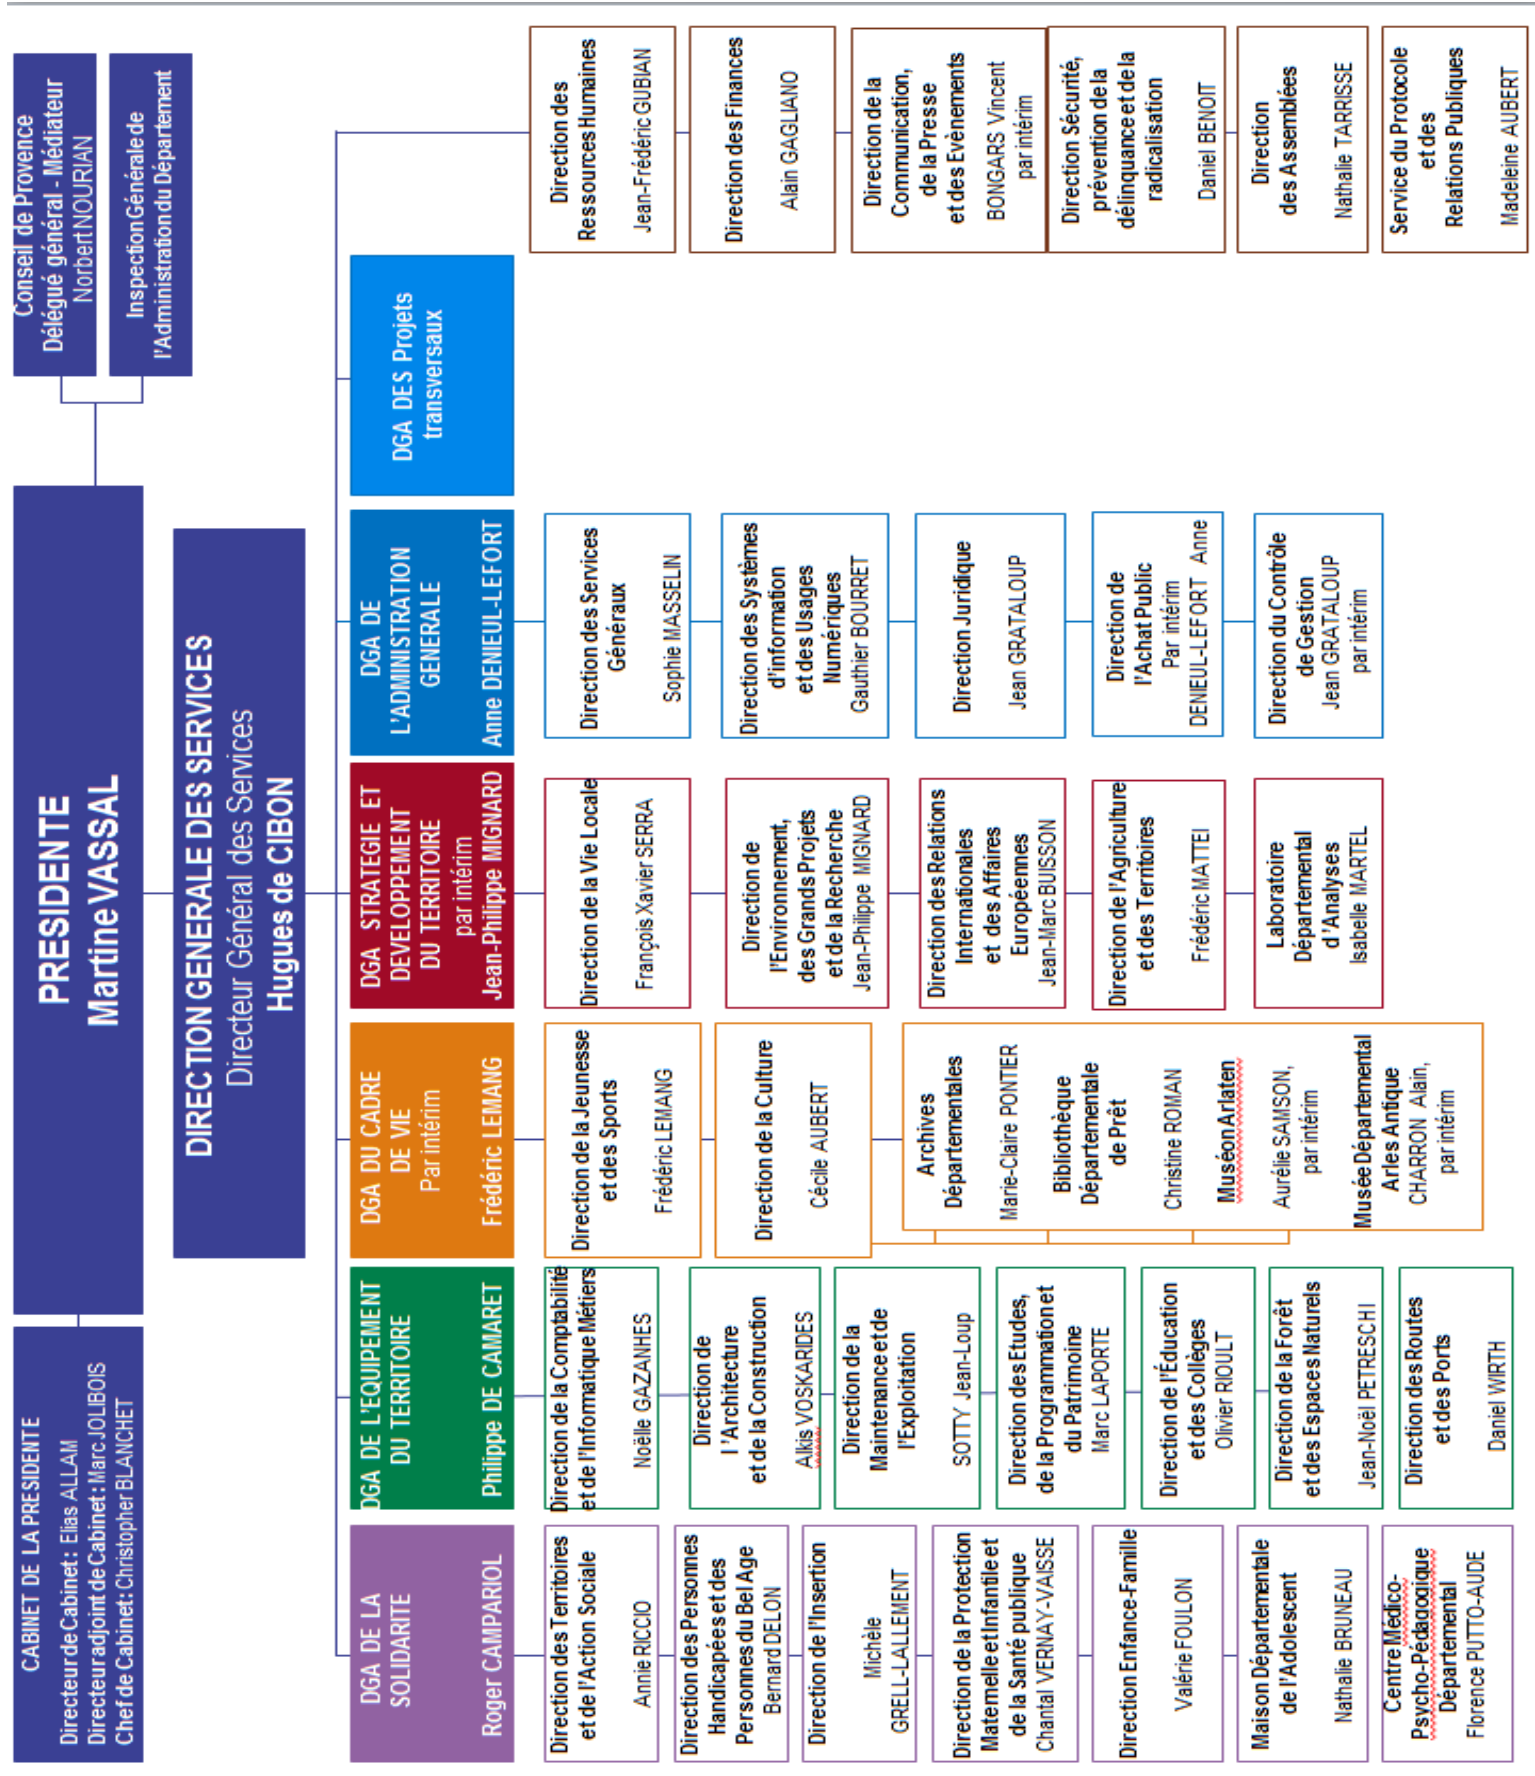 CABINET DE LA PRESIDENTE
Directeur de Cabinet : Elias ALLAM
Directeur adjoint de Cabinet : Marc JOLIBOIS
Chef de Cabinet : Christopher BLANCHET
PRESIDENTE
Martine VASSAL
Conseil de Provence
Délégué général - Médiateur
Norbert NOURIAN
Inspection Générale de
l'Administration du Département
DIRECTION GENERALE DES SERVICES
Directeur Général des Services
Hugues de CIBON
DGA DE LA
SOLIDARITE
Roger CAMPARIOL
Direction des Territoires
et de l'Action Sociale
Annie RICCIO
Direction des Personnes
Handicapées et des
Personnes du Bel Age
Bernard DELON
Direction de l'Insertion
Michèle
GRELL-LALLEMENT
Direction de la Protection
Maternelle et Infantile et
de la Santé publique
Chantal VERNAY-VAISSE
Direction Enfance-Famille
Valérie FOULON
Maison Départementale
de l'Adolescent
Nathalie BRUNEAU
Centre Médico-
Psycho-Pédagogique
Départemental
Florence PUTTO-AUDE
DGA DE L'EQUIPEMENT
DU TERRITOIRE
Philippe DE CAMARET
Direction de la Comptabilité
et de l'Informatique Métiers
Noëlle GAZANHES
Direction de
l'Architecture
et de la Construction
Alkis VOSKARIDES
Direction de la
Maintenance et de
l'Exploitation
SOTTY Jean-Loup
Direction des Etudes,
de la Programmation et
du Patrimoine
Marc LAPORTE
Direction de l'Éducation
et des Collèges
Olivier RIOULT
Direction de la Forêt
et des Espaces Naturels
Jean-Noël PETRESCHI
Direction des Routes
et des Ports
Daniel WIRTH
DGA DU CADRE
DE VIE
Par intérim
Frédéric LEMANG
Direction de la Jeunesse
et des Sports
Frédéric LEMANG
Direction de la Culture
Cécile AUBERT
Archives
Départementales
Marie-Claire PONTIER
Bibliothèque
Départementale
de Prêt
Christine ROMAN
Muséon Arlaten
Aurélie SAMSON,
par intérim
Musée Départemental
Arles Antique
CHARRON Alain,
par intérim
DGA STRATEGIE ET
DEVELOPPEMENT
DU TERRITOIRE
par intérim
Jean-Philippe MIGNARD
Direction de la Vie Locale
François Xavier SERRA
Direction de
l'Environnement,
des Grands Projets
et de la Recherche
Jean-Philippe MIGNARD
Direction des Relations
Internationales
et des Affaires
Européennes
Jean-Marc BUISSON
Direction de l'Agriculture
et des Territoires
Frédéric MATTEI
Laboratoire
Départemental
d'Analyses
Isabelle MARTEL
DGA DE
L'ADMINISTRATION
GENERALE
Anne DENIEUL-LEFORT
Direction des Services
Généraux
Sophie MASSELIN
Direction des Systèmes
d'information
et des Usages
Numériques
Gauthier BOURRET
Direction Juridique
Jean GRATALOUP
Direction de
l'Achat Public
Par intérim
DENIEUL-LEFORT Anne
Direction du Contrôle
de Gestion
Jean GRATALOUP
par intérim
DGA DES Projets
transversaux
Direction des
Ressources Humaines
Jean-Frédéric GUBIAN
Direction des Finances
Alain GAGLIANO
Direction de la
Communication,
de la Presse
et des Evènements
BONGARS Vincent
par intérim
Direction Sécurité,
prévention de la
délinquance et de la
radicalisation
Daniel BENOIT
Direction
des Assemblées
Nathalie TARRISSE
Service du Protocole
et des
Relations Publiques
Madeleine AUBERT